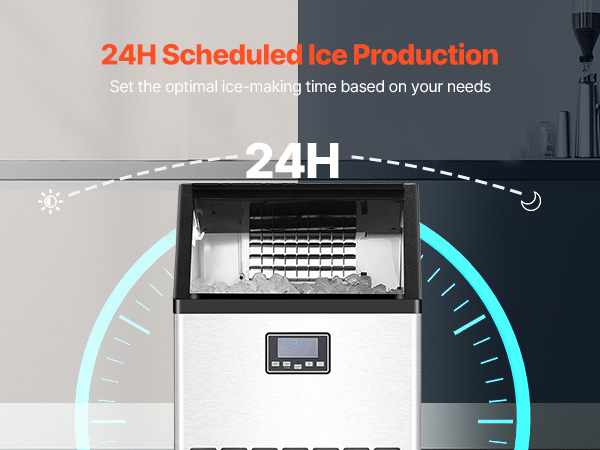 24H Scheduled Ice Production
Set the optimal ice-making time based on your needs
24H